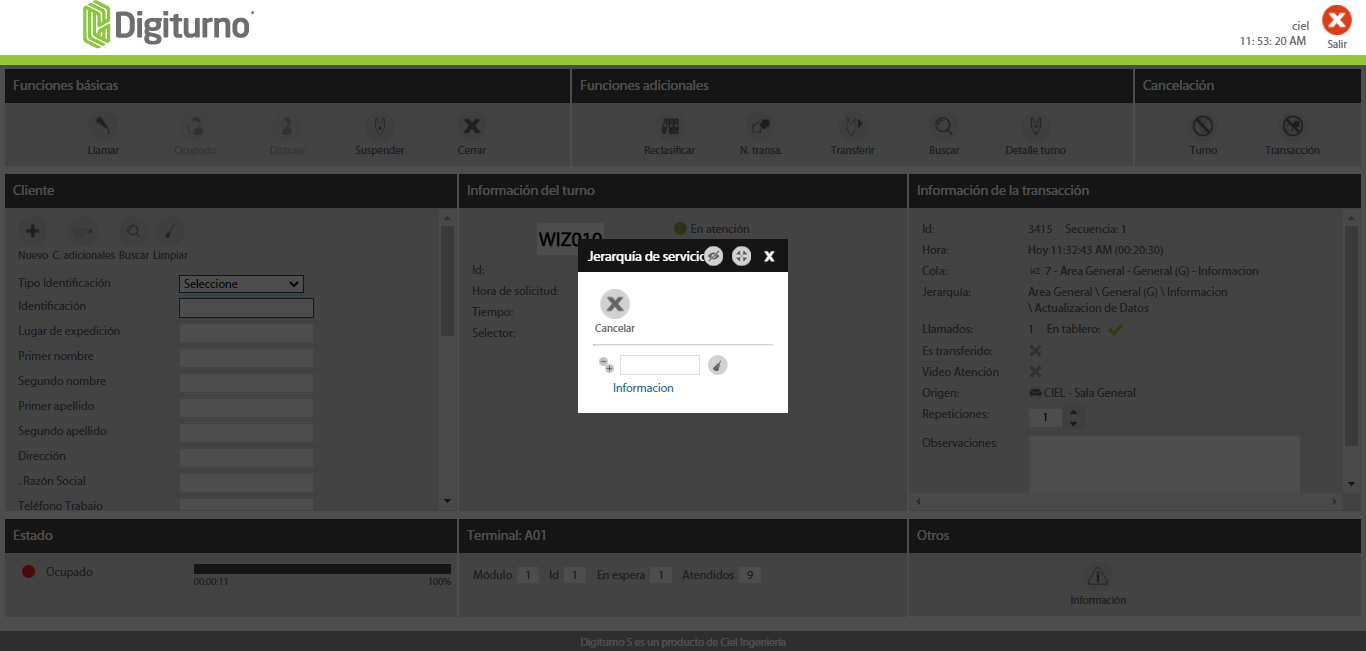 Digiturno
ciel
11: 53: 20 AM
Salir
Funciones básicas
Llamar
Ocupado
Distraer
Suspender
Cerrar
Funciones adicionales
Reclasificar
N. transa.
Transferir
Buscar
Detalle turno
Cancelación
Turno
Transacción
Cliente
Nuevo C. adicionales Buscar Limpiar
Tipo Identificación Seleccione
Identificación
Lugar de expedición
Primer nombre
Segundo nombre
Primer apellido
Segundo apellido
Dirección
. Razón Social
Teléfono Trabajo
Información del turno
WIZ010 En atención
Id:
Hora de solicitud:
Tiempo:
Selector:
Jerarquía de servicio
Cancelar
Informacion
Información de la transacción
Id: 3415 Secuencia: 1
Hora: Hoy 11:32:43 AM (00:20:30)
Cola: WZ 7 - Area General - General (G) - Informacion
Jerarquía: Area General \ General (G) \ Informacion
\ Actualizacion de Datos
Llamados: 1 En tablero:
Es transferido:
Video Atención
Origen: CIEL - Sala General
Repeticiones: 1
Observaciones:
Estado
Ocupado
00:00:11 100%
Terminal: A01
Módulo 1 Id 1 En espera 1 Atendidos 9
Otros
Información
Digiturno 5 es un producto de Ciel Ingeniería